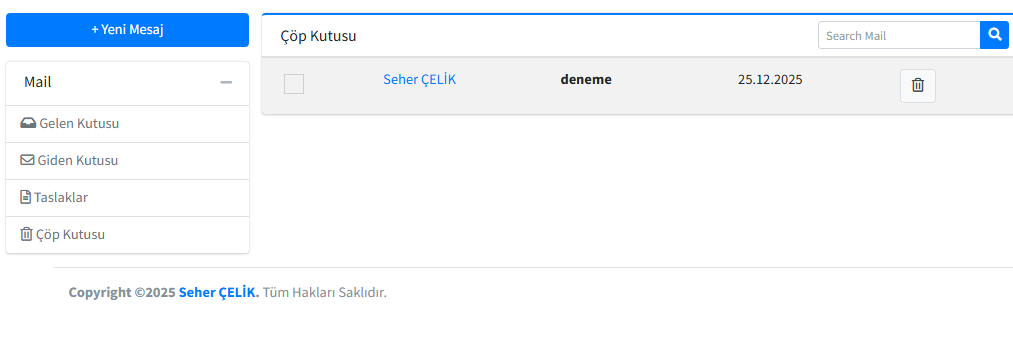 + Yeni Mesaj
Mail
Gelen Kutusu
Giden Kutusu
Taslaklar
Çöp Kutusu
Çöp Kutusu
Search Mail
Seher ÇELİK deneme 25.12.2025
Copyright ©2025 Seher ÇELİK. Tüm Hakları Saklıdır.